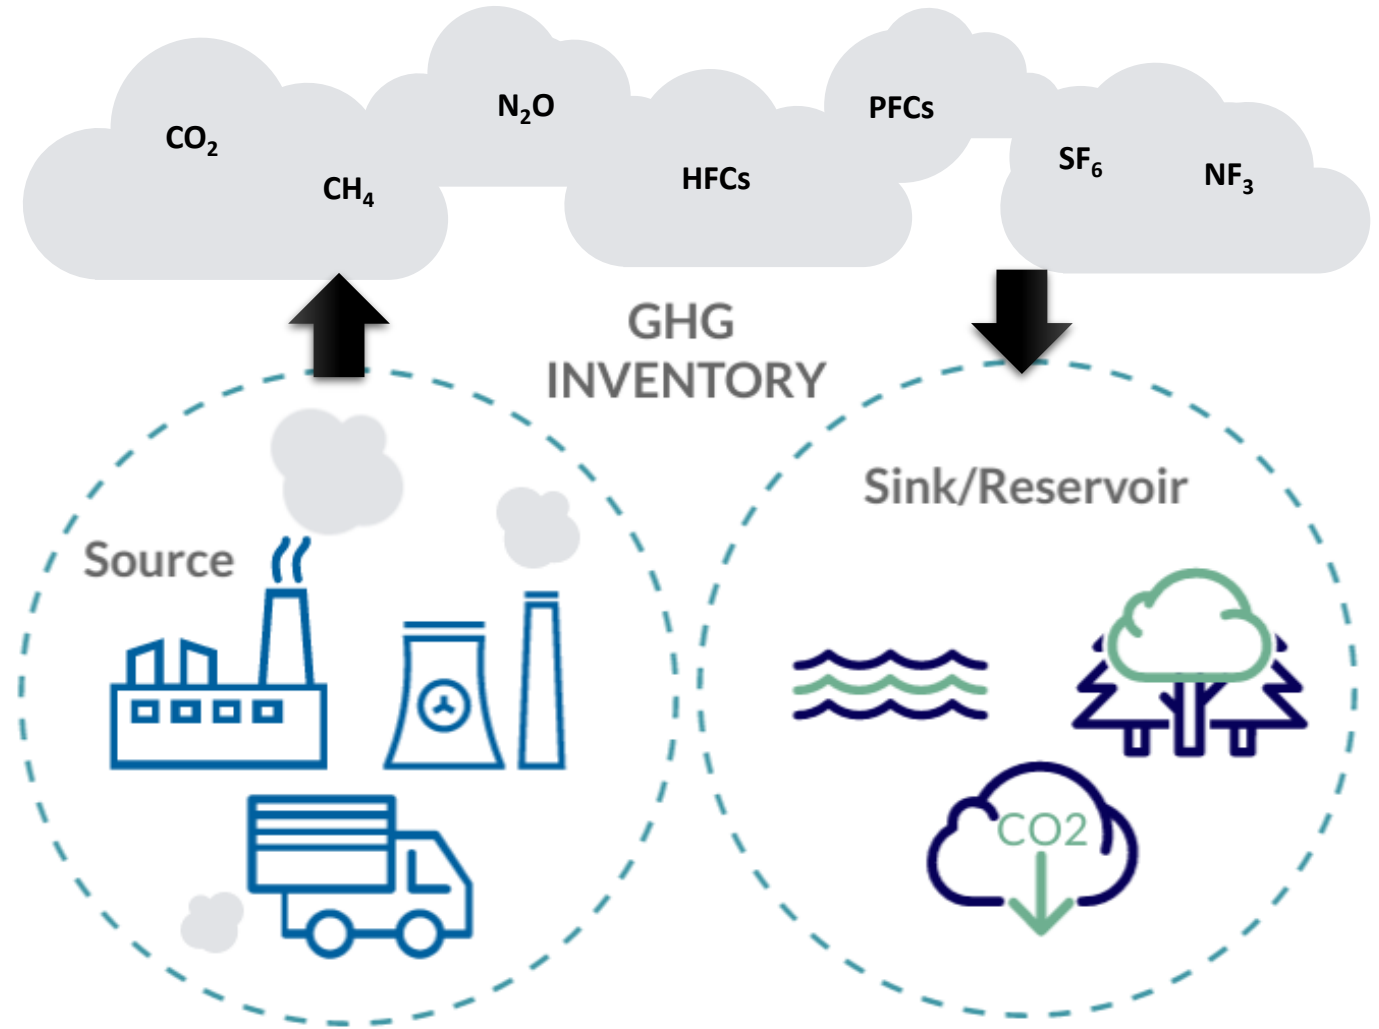 CO₂
CH₄
N₂O
HFCs
PFCs
SF₆
NF₃
GHG
INVENTORY
Source
Sink/Reservoir
CO2